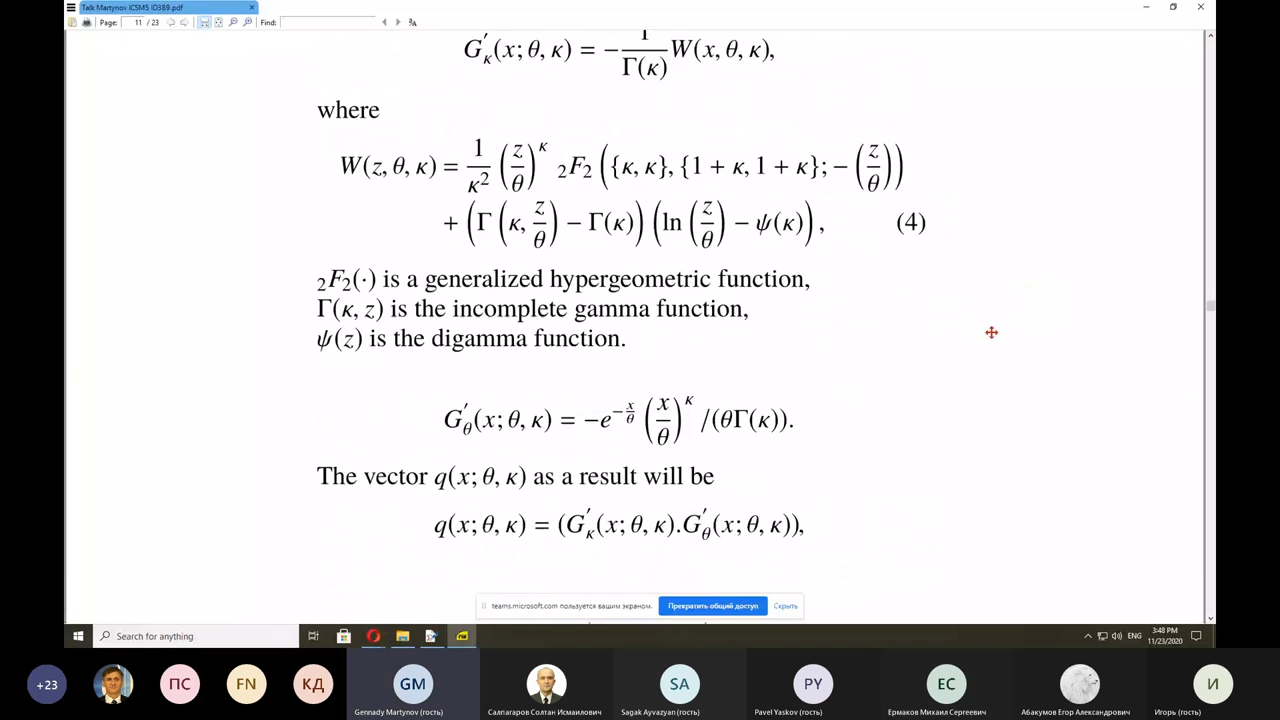 Talk Martynov ICSM5 ID389.pdf
Page: 11 / 23 Find:
G′κ(x; θ, κ) = −1/Γ(κ) W(x, θ, κ),
where
W(z, θ, κ) = 1/κ² (z/θ)^κ ₂F₂ ({κ, κ}, {1 + κ, 1 + κ; −(z/θ))
+ (Γ(κ, z/θ) − Γ(κ)) (ln(z/θ) − ψ(κ)), (4)
₂F₂(·) is a generalized hypergeometric function,
Γ(κ, z) is the incomplete gamma function,
ψ(z) is the digamma function.
G′θ(x; θ, κ) = −e^(−x/θ) (x/θ)^κ /(θΓ(κ)).
The vector q(x; θ, κ) as a result will be
q(x; θ, κ) = (G′κ(x; θ, κ).G′θ(x; θ, κ)),
teams.microsoft.com пользуется вашим экраном. Прекратить общий доступ Скрыть
Search for anything
ENG
3:48 PM
11/23/2020
+23 ПС FN КД GM SA PY ЕС И
Gennady Martynov (гость) Салпагаров Солтан Исмаилович Sagak Ayvazyan (гость) Pavel Yaskov (гость) Ермаков Михаил Сергеевич Абакумов Егор Александрович Игорь (гость)